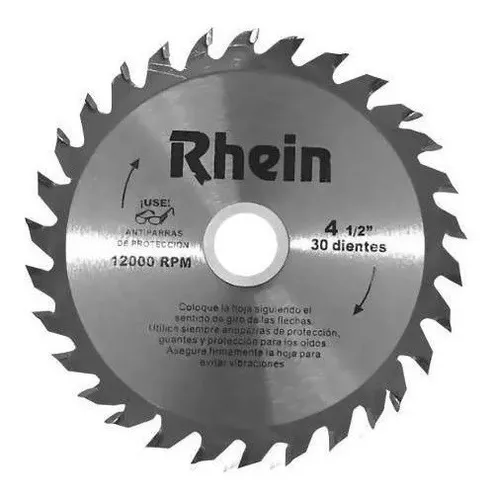 Rhein
¡USE!
ANTIPARRAS
DE PROTECCIÓN
12000 RPM
4 1/2"
30 dientes
Coloque la hoja siguiendo el
sentido de giro de las flechas.
Utilice siempre antiparras de protección,
guantes y protección para los oídos.
Asegure firmemente la hoja para
evitar vibraciones